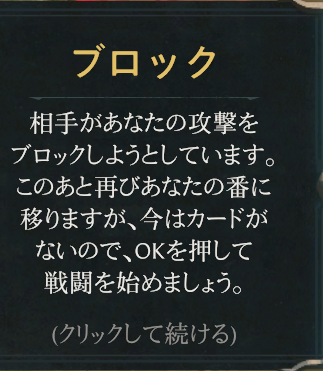 ブロック
相手があなたの攻撃を
ブロックしようとしています。
このあと再びあなたの番に
移りますが、今はカードが
ないので、OKを押して
戦闘を始めましょう。
(クリックして続ける)